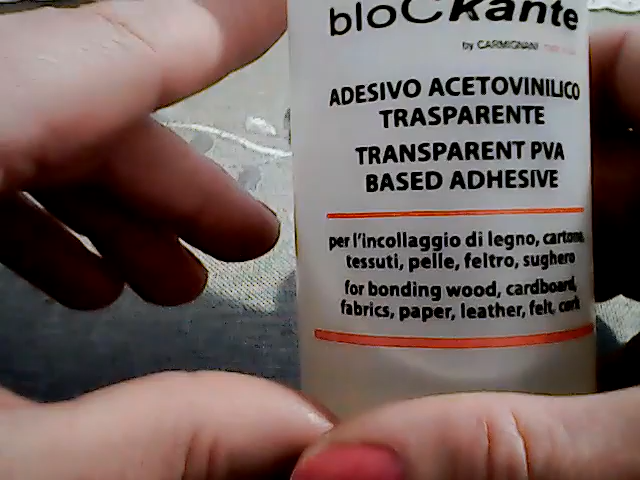 bloCkante
by CARMIGNANI
ADESIVO ACETOVINILICO
TRASPARENTE
TRANSPARENT PVA
BASED ADHESIVE
per l'incollaggio di legno, cartone,
tessuti, pelle, feltro, sughero
for bonding wood, cardboard,
fabrics, paper, leather, felt, cork